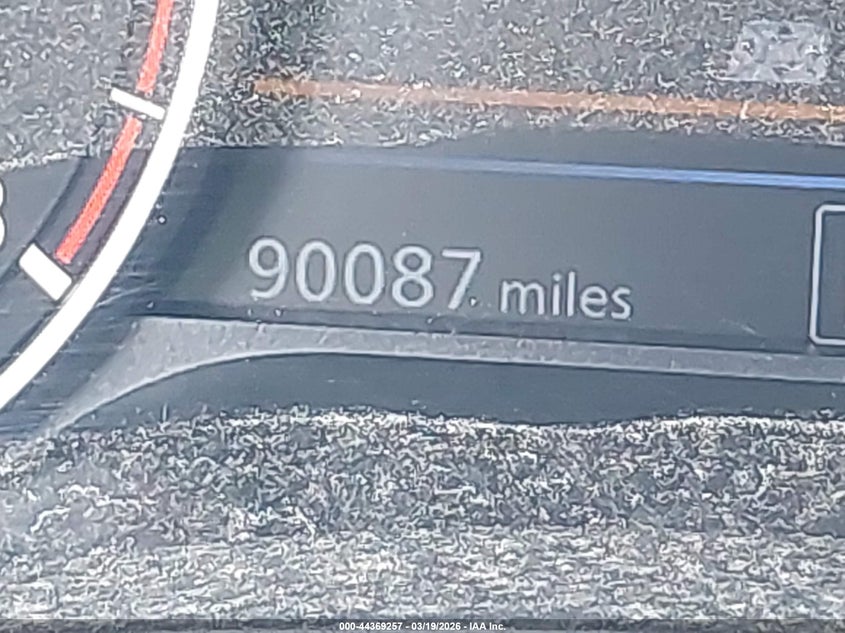 90087 miles
000-44369257 - 03/19/2026 - IAA Inc.